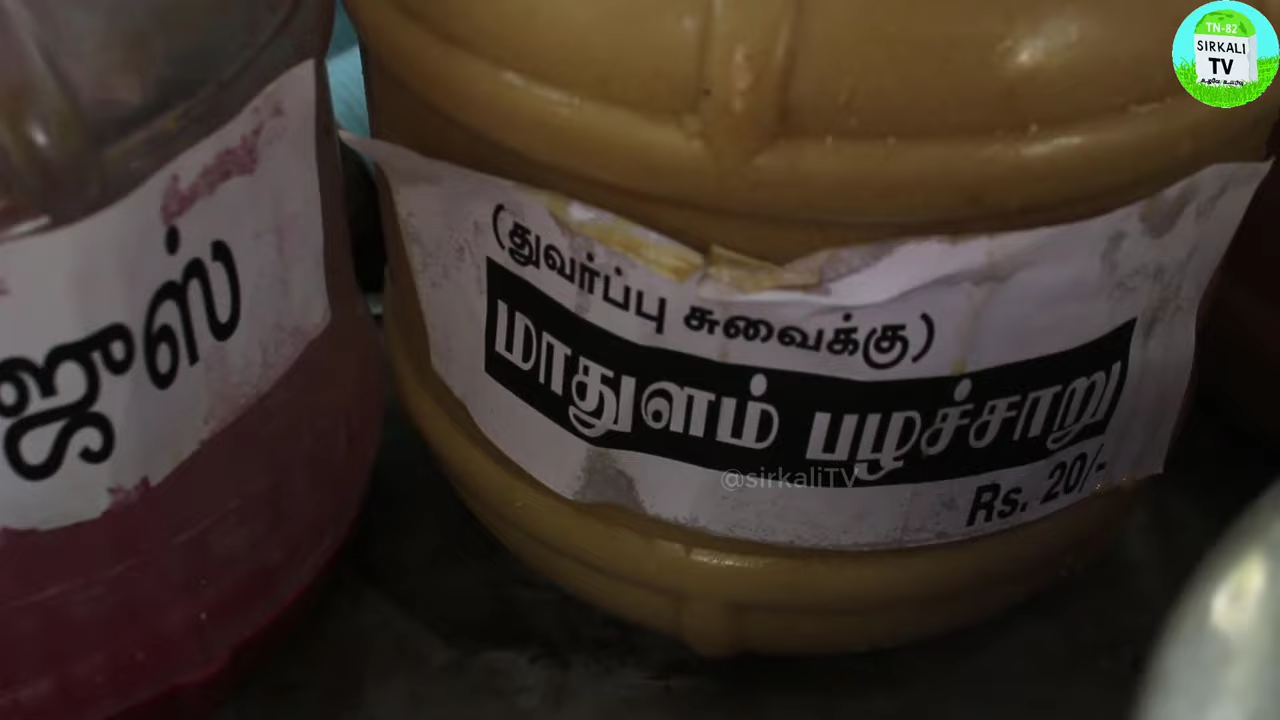 TN-82
SIRKALI
TV
ஜுஸ்
(துவர்ப்பு சுவைக்கு)
மாதுளம் பழச்சாறு
@sirkaliTV
Rs. 20/-